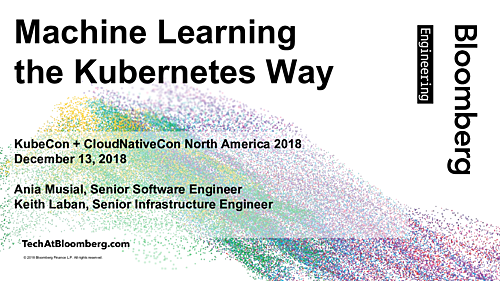 Machine Learning
the Kubernetes Way
Bloomberg
Engineering
KubeCon + CloudNativeCon North America 2018
December 13, 2018
Ania Musial, Senior Software Engineer
Keith Laban, Senior Infrastructure Engineer
TechAtBloomberg.com
© 2018 Bloomberg Finance L.P. All rights reserved